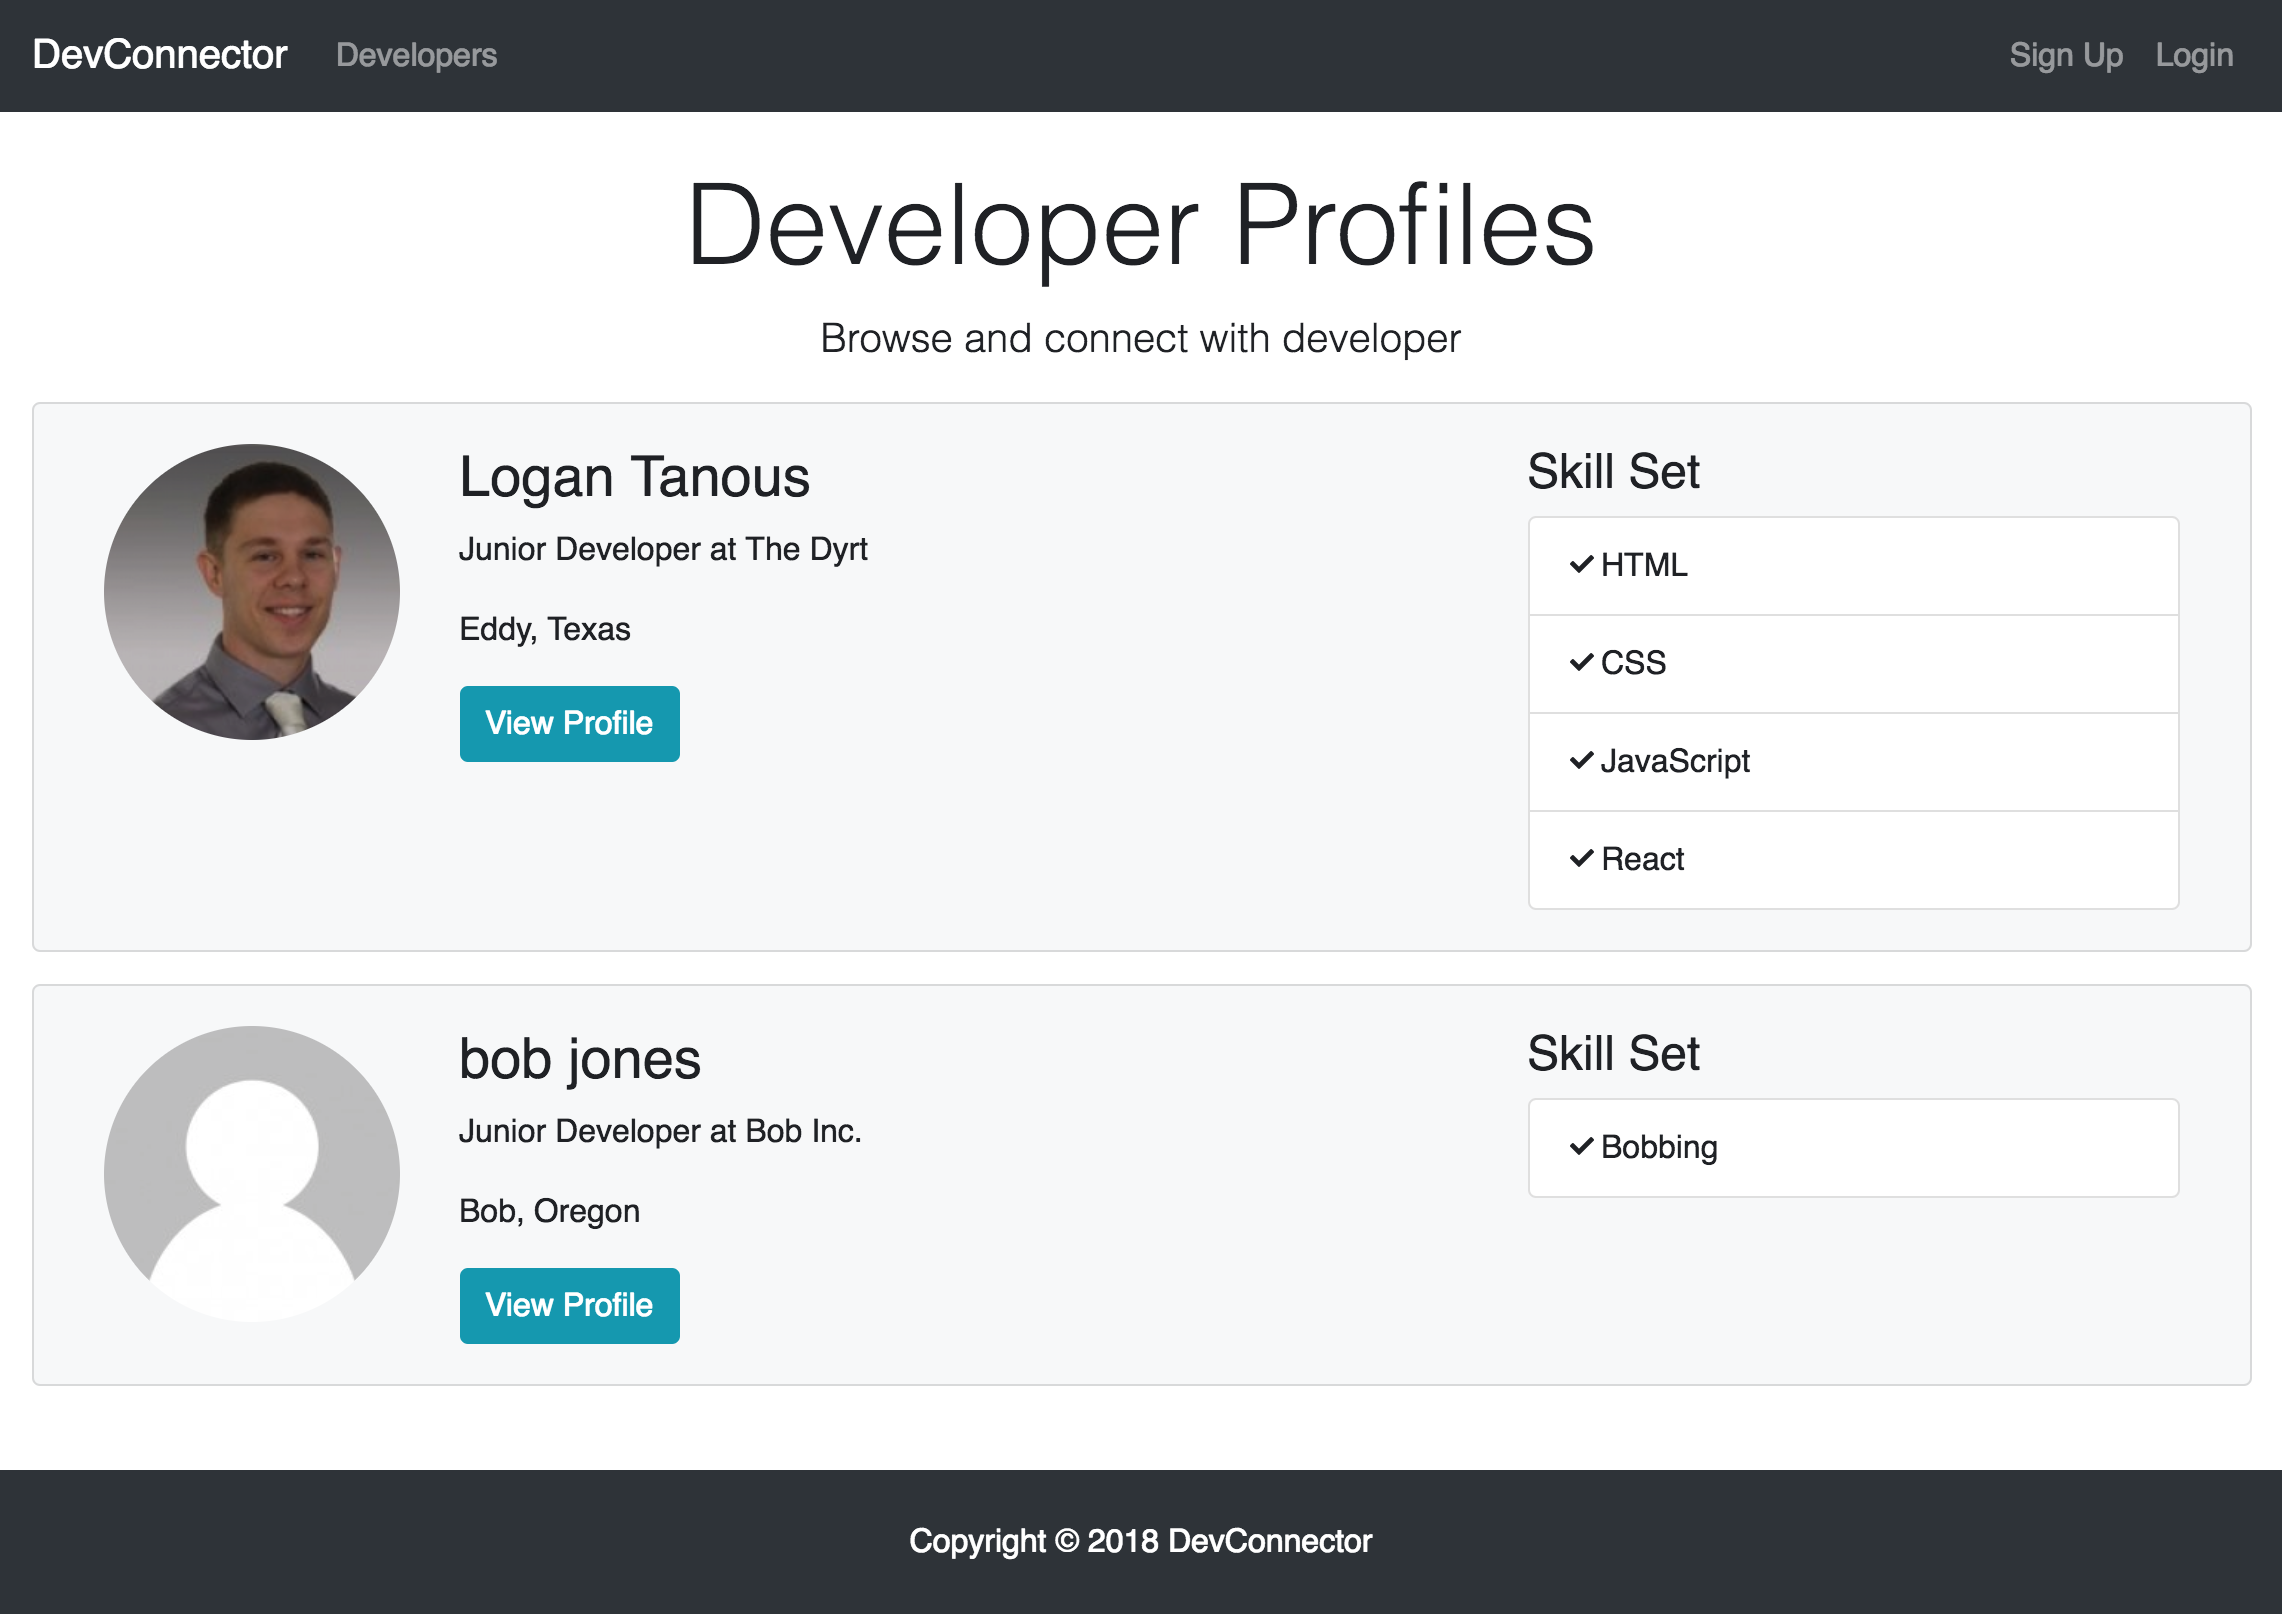 DevConnector Developers Sign Up Login
Developer Profiles
Browse and connect with developer
Logan Tanous
Junior Developer at The Dyrt
Eddy, Texas
View Profile
Skill Set
HTML
CSS
JavaScript
React
bob jones
Junior Developer at Bob Inc.
Bob, Oregon
View Profile
Skill Set
Bobbing
Copyright © 2018 DevConnector